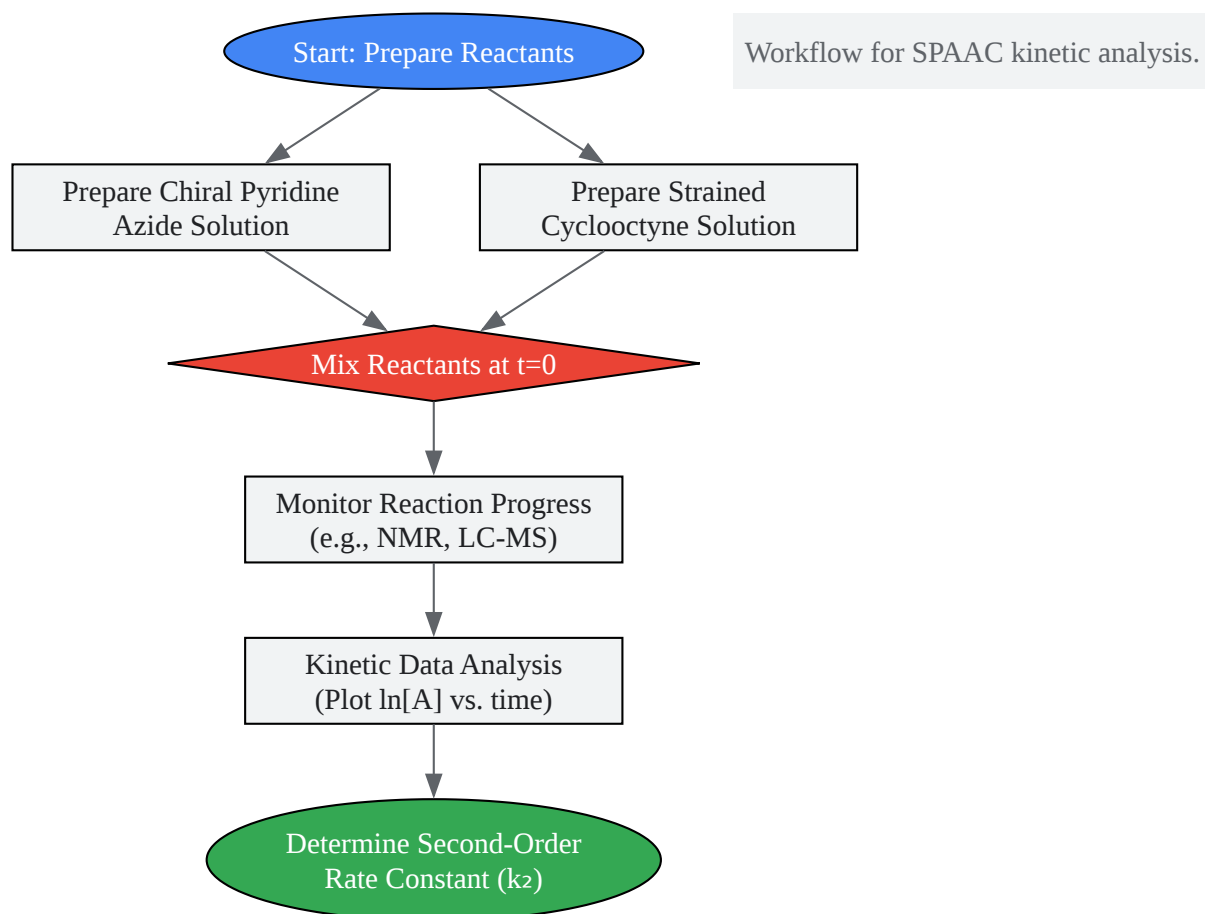 Start: Prepare Reactants
Workflow for SPAAC kinetic analysis.
Prepare Chiral Pyridine
Azide Solution
Prepare Strained
Cyclooctyne Solution
Mix Reactants at t=0
Monitor Reaction Progress
(e.g., NMR, LC-MS)
Kinetic Data Analysis
(Plot ln[A] vs. time)
Determine Second-Order
Rate Constant (k₂)